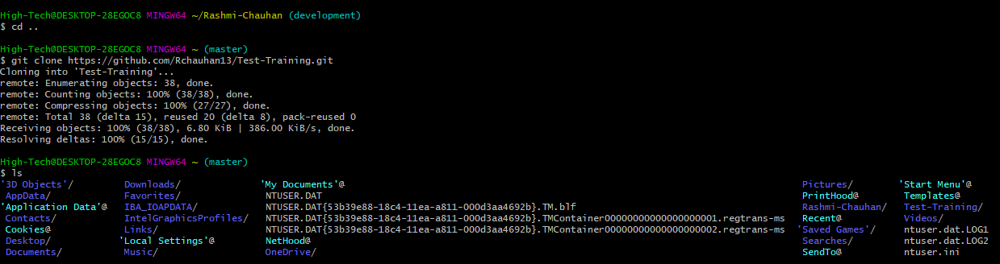 High-Tech@DESKTOP-28EGOC8 MINGW64 ~/Rashmi-Chauhan (development)
$ cd ..
High-Tech@DESKTOP-28EGOC8 MINGW64 ~ (master)
$ git clone https://github.com/Rchauhan13/Test-Training.git
Cloning into 'Test-Training'...
remote: Enumerating objects: 38, done.
remote: Counting objects: 100% (38/38), done.
remote: Compressing objects: 100% (27/27), done.
remote: Total 38 (delta 15), reused 20 (delta 8), pack-reused 0
Receiving objects: 100% (38/38), 6.80 KiB | 386.00 KiB/s, done.
Resolving deltas: 100% (15/15), done.
High-Tech@DESKTOP-28EGOC8 MINGW64 ~ (master)
$ ls
'3D Objects'/ Downloads/ 'My Documents'@ Pictures/ 'Start Menu'@
AppData/ Favorites/ NTUSER.DAT PrintHood@ Templates@
'Application Data'@ IBA_IOAPDATA/ NTUSER.DAT{53b39e88-18c4-11ea-a811-000d3aa4692b}.TM.blf Rashmi-Chauhan/ Test-Training/
Contacts/ IntelGraphicsProfiles/ NTUSER.DAT{53b39e88-18c4-11ea-a811-000d3aa4692b}.TMContainer00000000000000000001.regtrans-ms Recent@ Videos/
Cookies@ Links/ NTUSER.DAT{53b39e88-18c4-11ea-a811-000d3aa4692b}.TMContainer00000000000000000002.regtrans-ms 'Saved Games'/ ntuser.dat.LOG1
Desktop/ 'Local Settings'@ NetHood@ Searches/ ntuser.dat.LOG2
Documents/ Music/ OneDrive/ SendTo@ ntuser.ini